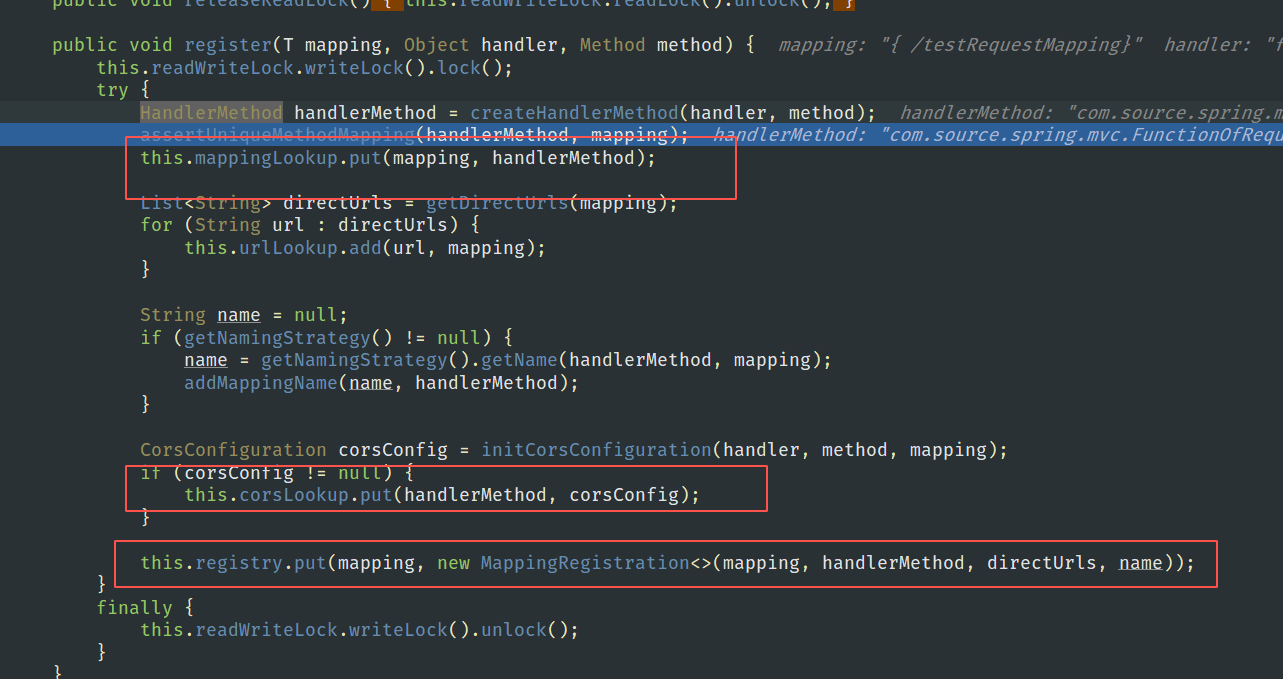 public void releaseReadLock() { this.readWriteLock.readLock().unlock(); }
public void register(T mapping, Object handler, Method method) {  mapping: "{ /testRequestMapping}"  handler: "f
this.readWriteLock.writeLock().lock();
try {
HandlerMethod handlerMethod = createHandlerMethod(handler, method);  handlerMethod: "com.source.spring.m
assertUniqueMethodMapping(handlerMethod, mapping);  handlerMethod: "com.source.spring.mvc.FunctionOfRequ
this.mappingLookup.put(mapping, handlerMethod);
List<String> directUrls = getDirectUrls(mapping);
for (String url : directUrls) {
this.urlLookup.add(url, mapping);
}
String name = null;
if (getNamingStrategy() != null) {
name = getNamingStrategy().getName(handlerMethod, mapping);
addMappingName(name, handlerMethod);
}
CorsConfiguration corsConfig = initCorsConfiguration(handler, method, mapping);
if (corsConfig != null) {
this.corsLookup.put(handlerMethod, corsConfig);
}
this.registry.put(mapping, new MappingRegistration<>(mapping, handlerMethod, directUrls, name));
}
finally {
this.readWriteLock.writeLock().unlock();
}
}